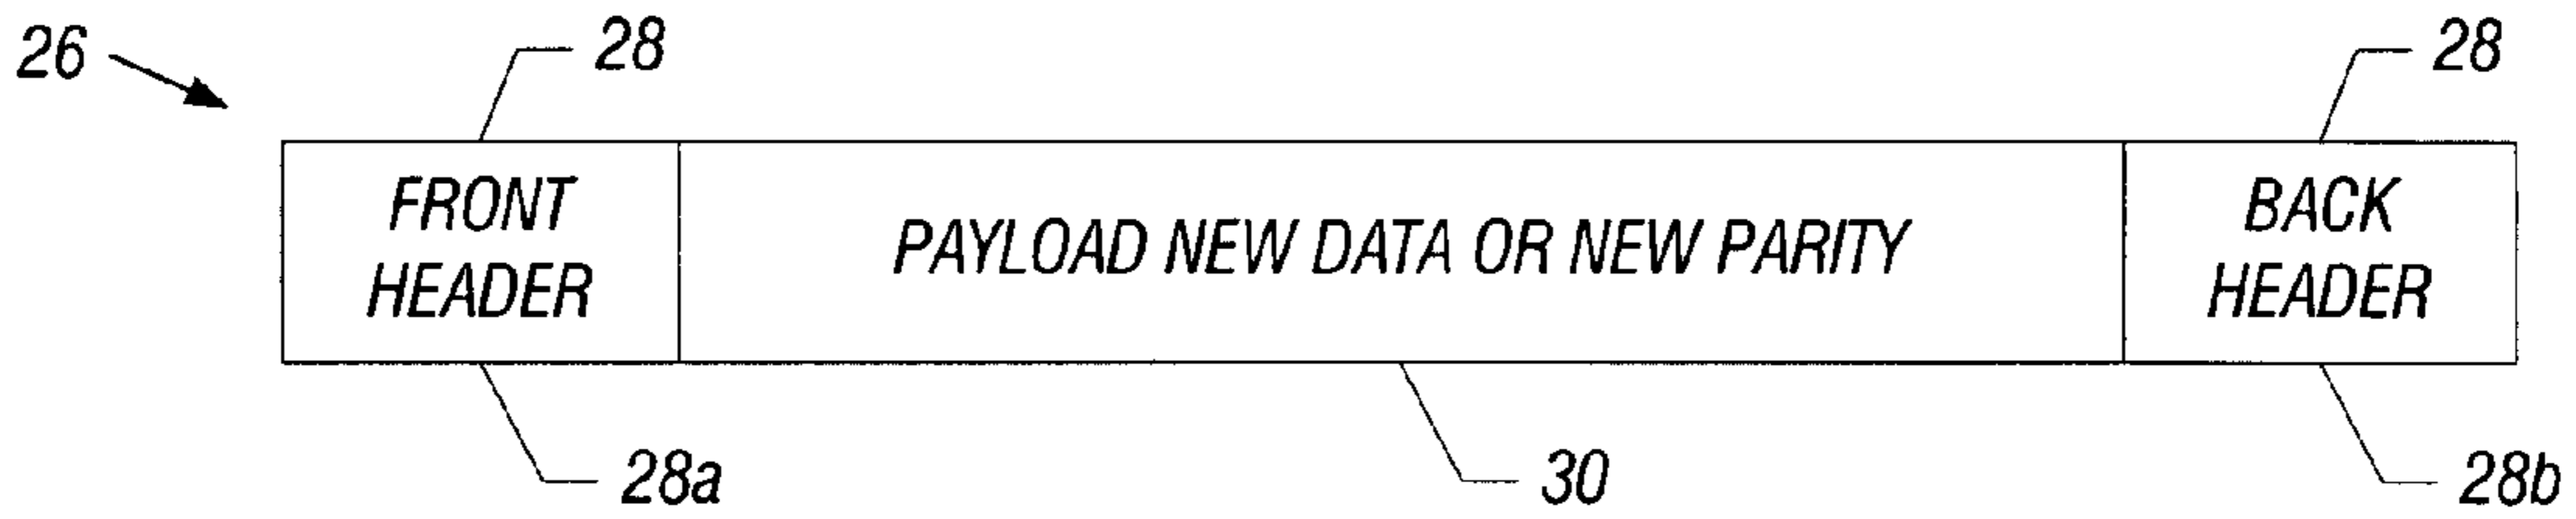 26
28
28
FRONT
HEADER
PAYLOAD NEW DATA OR NEW PARITY
BACK
HEADER
28a
30
28b